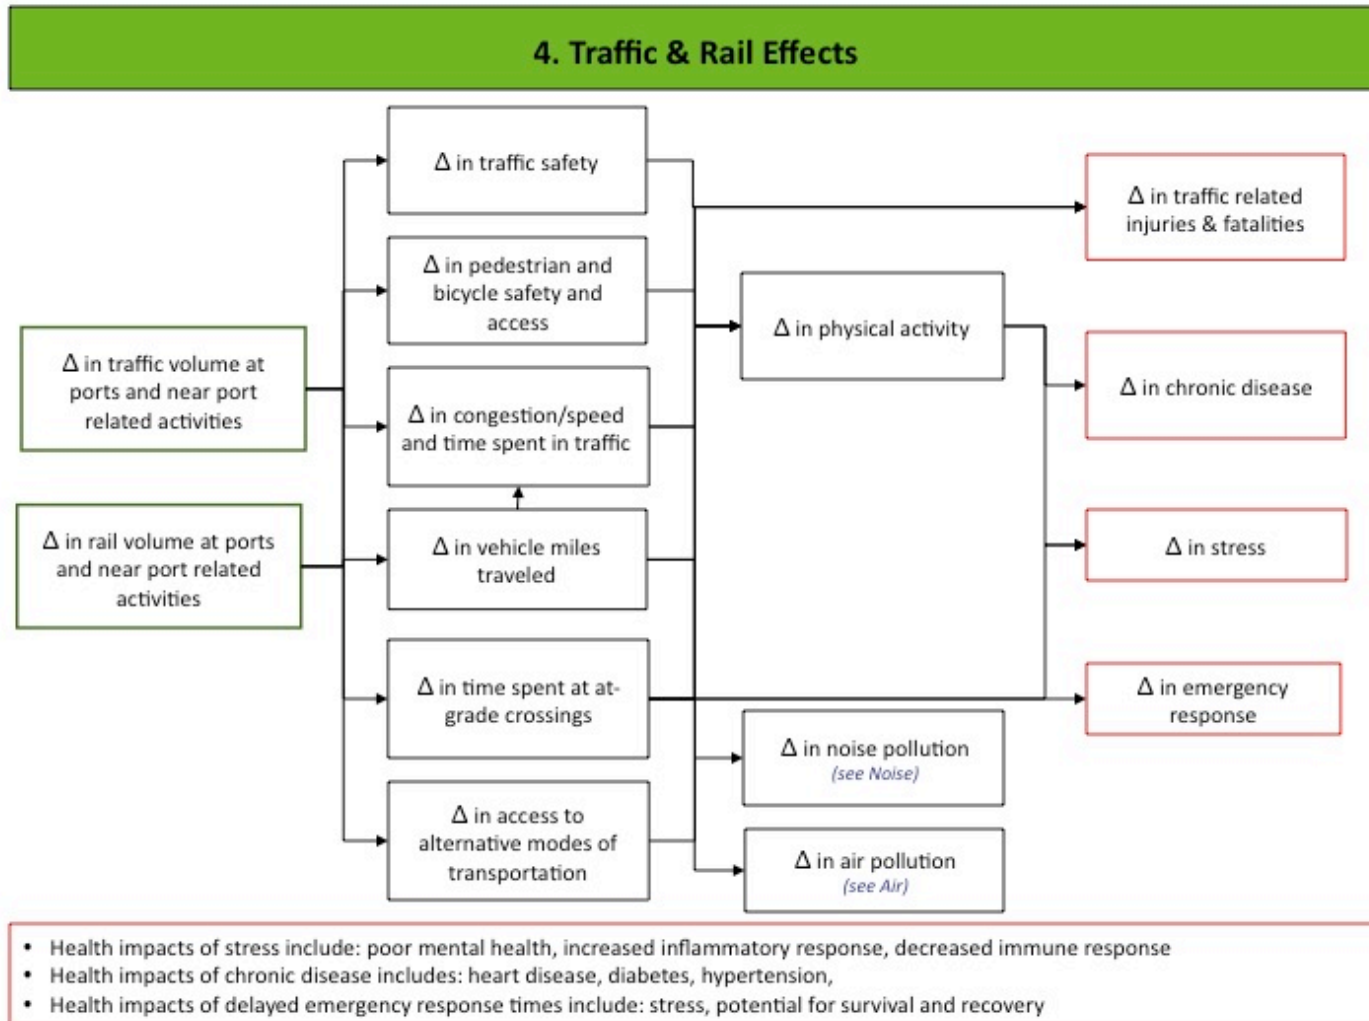 4. Traffic & Rail Effects
Δ in traffic safety
Δ in pedestrian and
bicycle safety and
access
Δ in traffic volume at
ports and near port
related activities
Δ in congestion/speed
and time spent in traffic
Δ in rail volume at ports
and near port related
activities
Δ in vehicle miles
traveled
Δ in time spent at at-
grade crossings
Δ in access to
alternative modes of
transportation
Δ in physical activity
Δ in noise pollution
(see Noise)
Δ in air pollution
(see Air)
Δ in traffic related
injuries & fatalities
Δ in chronic disease
Δ in stress
Δ in emergency
response
• Health impacts of stress include: poor mental health, increased inflammatory response, decreased immune response
• Health impacts of chronic disease includes: heart disease, diabetes, hypertension,
• Health impacts of delayed emergency response times include: stress, potential for survival and recovery